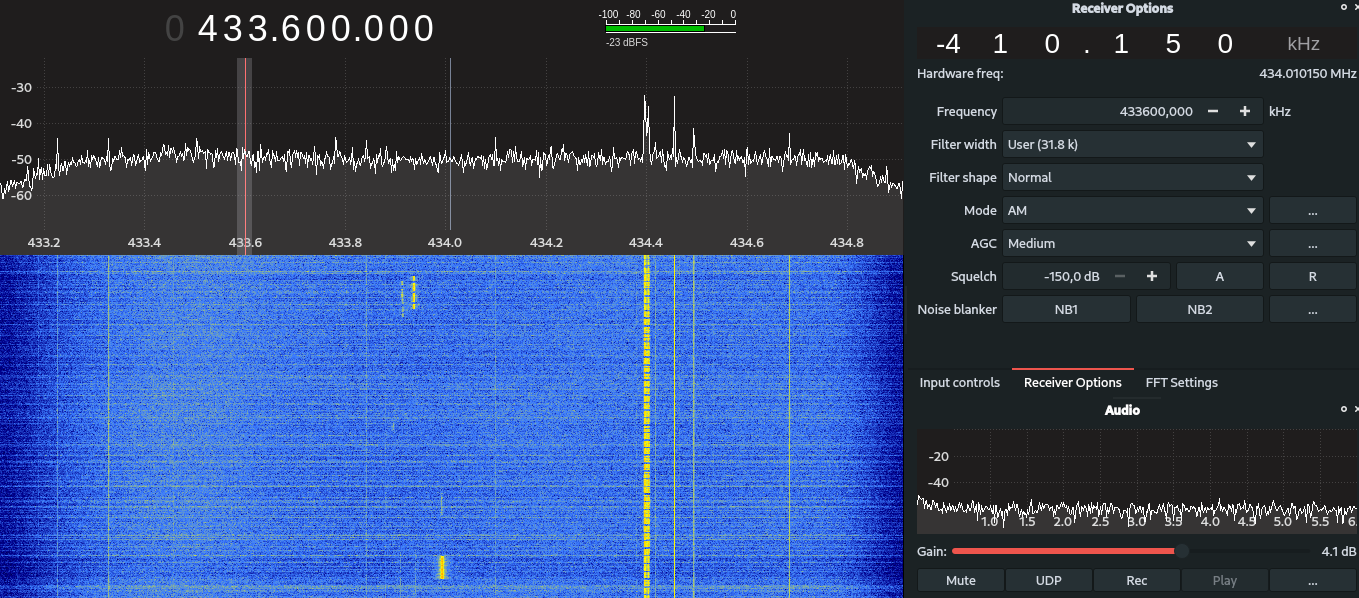 0 433.600.000
-100 -80 -60 -40 -20 0
-23 dBFS
-30
-40
-50
-60
433.2 433.4 433.6 433.8 434.0 434.2 434.4 434.6 434.8
Receiver Options
-4 1 0 . 1 5 0 kHz
Hardware freq: 434.010150 MHz
Frequency 433600,000 − + kHz
Filter width User (31.8 k)
Filter shape Normal
Mode AM ...
AGC Medium ...
Squelch -150,0 dB − + A R
Noise blanker NB1 NB2 ...
Input controls Receiver Options FFT Settings
Audio
-20
-40
1.0 1.5 2.0 2.5 3.0 3.5 4.0 4.5 5.0 5.5 6.
Gain: 4.1 dB
Mute UDP Rec Play ...